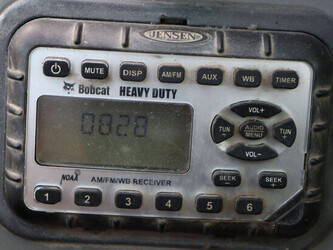 JENSEN
MUTE DISP AM/FM AUX WB TIMER
Bobcat HEAVY DUTY
VOL+
TUN - AUDIO MENU TUN +
VOL-
NOAA AM/FM/WB RECEIVER
SEEK - SEEK +
1 2 3 4 5 6